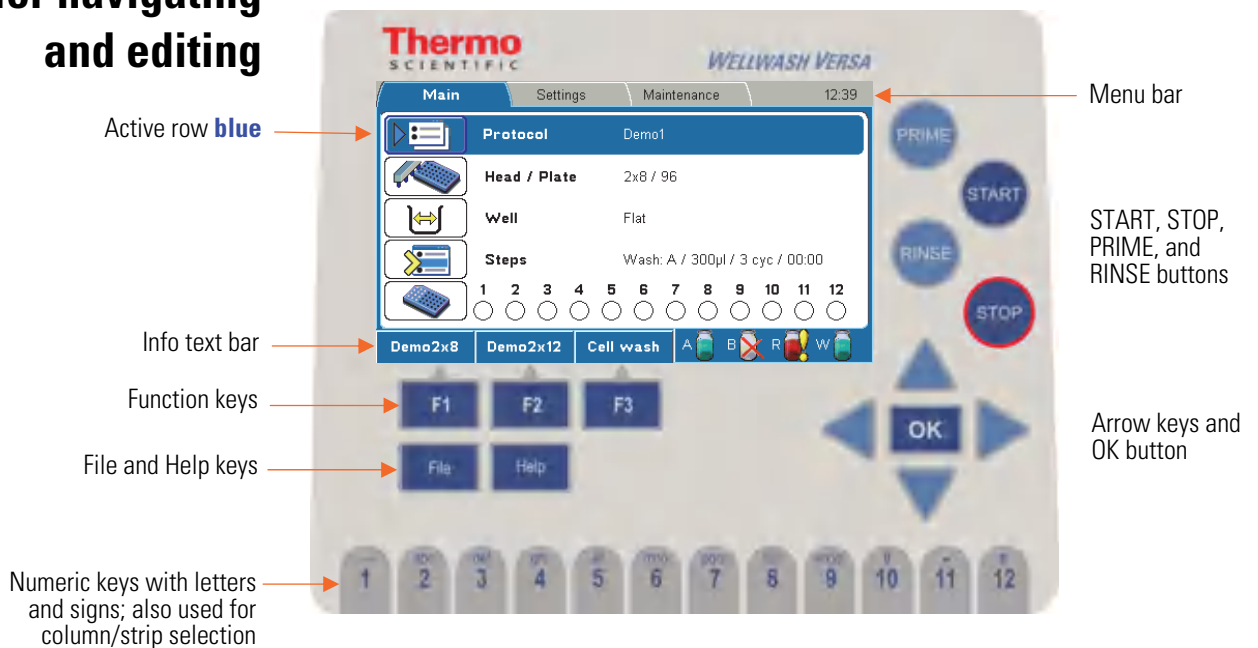 for navigating
and editing
Thermo
SCIENTIFIC
WELLWASH VERSA
Main Settings Maintenance 12:39
Menu bar
Active row blue
Protocol Demo1
PRIME
Head / Plate 2x8 / 96
START
Well Flat
START, STOP,
PRIME, and
RINSE buttons
RINSE
Steps Wash: A / 300µl / 3 cyc / 00:00
1 2 3 4 5 6 7 8 9 10 11 12
STOP
Info text bar
Demo2x8 Demo2x12 Cell wash A B R W
Function keys
F1 F2 F3
Arrow keys and
OK button
OK
File and Help keys
File Help
Numeric keys with letters
and signs; also used for
column/strip selection
1 2 3 4 5 6 7 8 9 10 11 12